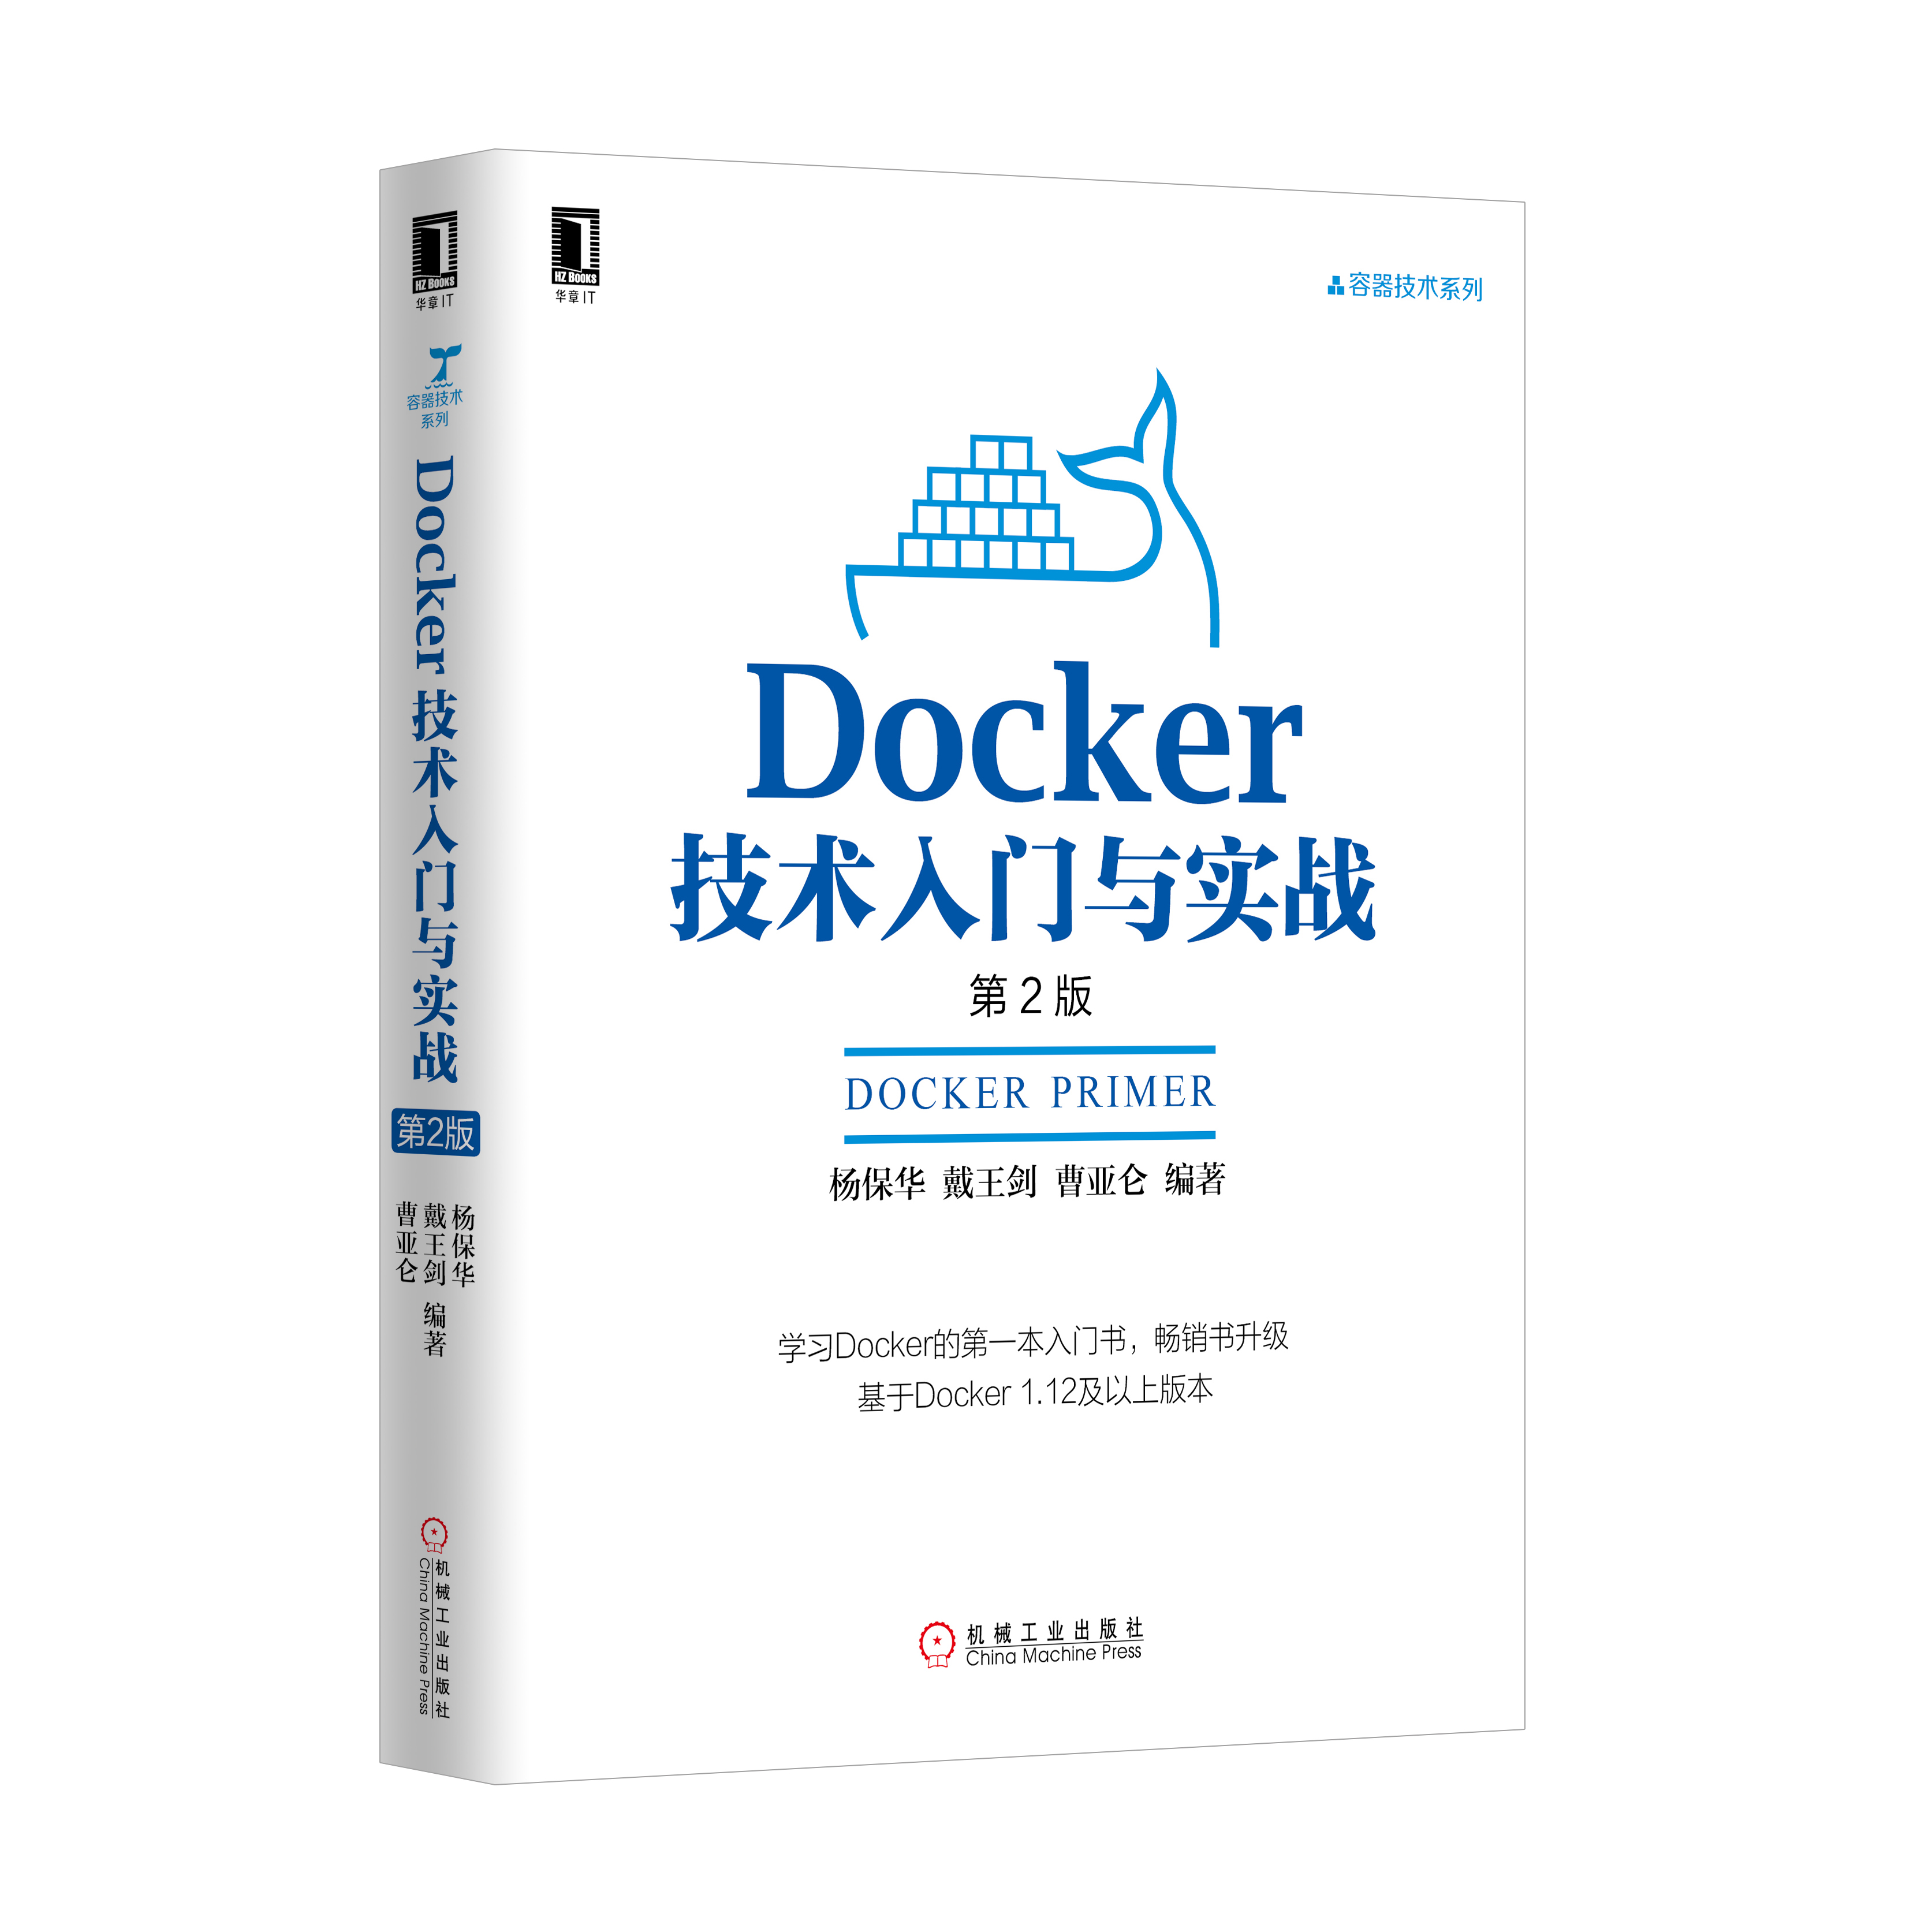 HZ BOOKS
华章IT
容器技术
系列
Docker技术入门与实战
第2版
杨保华
戴王剑
曹亚仑
编著
机械工业出版社
China Machine Press
HZ BOOKS
华章IT
容器技术系列
Docker
技术入门与实战
第2版
DOCKER PRIMER
杨保华 戴王剑 曹亚仑 编著
学习Docker的第一本入门书，畅销书升级
基于Docker 1.12及以上版本
机械工业出版社
China Machine Press